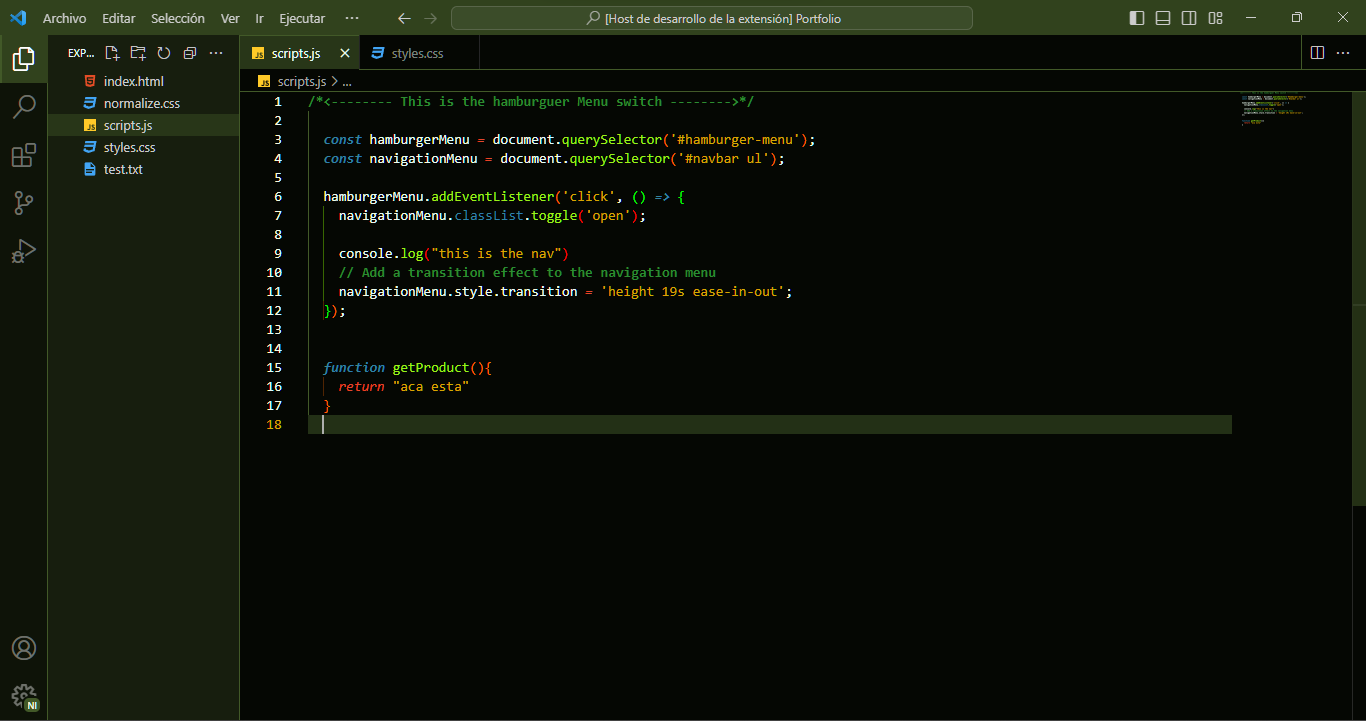 Archivo Editar Selección Ver Ir Ejecutar ··· [Host de desarrollo de la extensión] Portfolio
EXP... ···
index.html
normalize.css
scripts.js
styles.css
test.txt
NI
JS scripts.js styles.css ···
JS scripts.js > ...
1 /*<-------- This is the hamburguer Menu switch -------->*/
2
3 const hamburgerMenu = document.querySelector('#hamburger-menu');
4 const navigationMenu = document.querySelector('#navbar ul');
5
6 hamburgerMenu.addEventListener('click', () => {
7 navigationMenu.classList.toggle('open');
8
9 console.log("this is the nav")
10 // Add a transition effect to the navigation menu
11 navigationMenu.style.transition = 'height 19s ease-in-out';
12 });
13
14
15 function getProduct(){
16 return "aca esta"
17 }
18